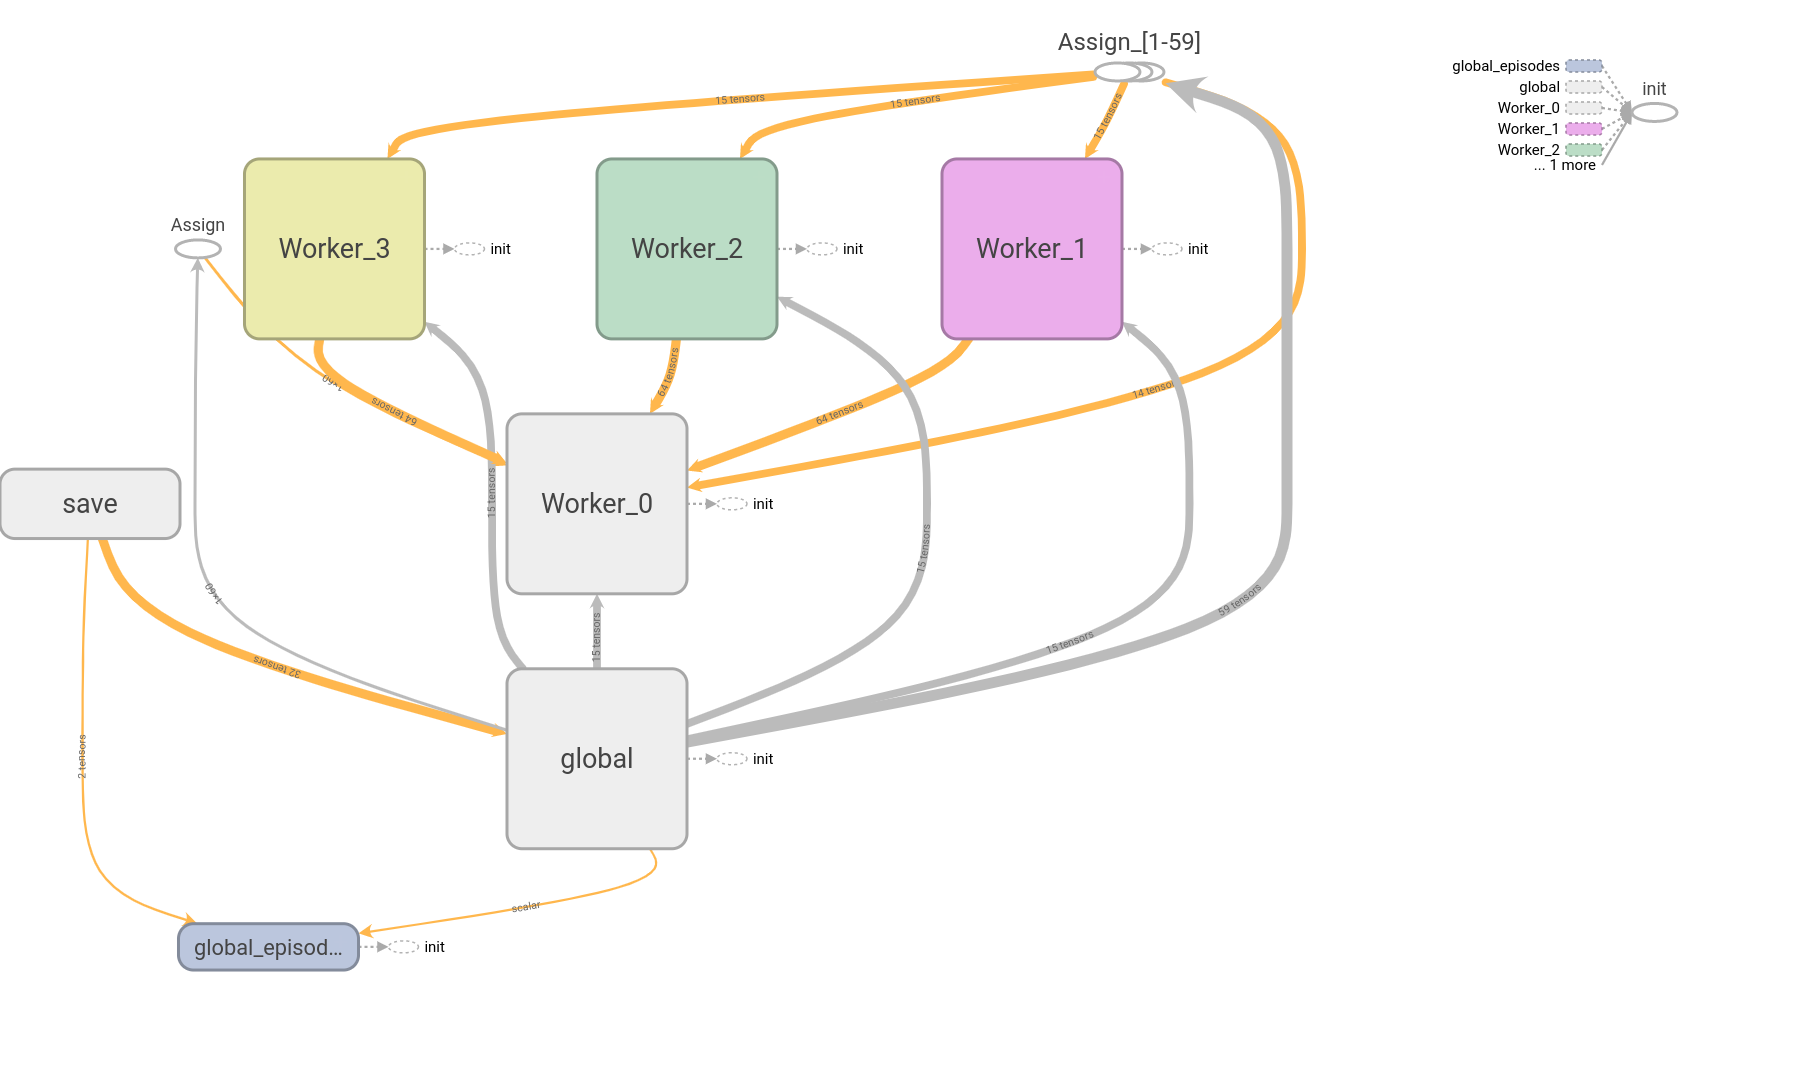 Assign_[1-59]
global_episodes
global
Worker_0
Worker_1
Worker_2
... 1 more
init
15 tensors
15 tensors
15 tensors
Assign
Worker_3
init
Worker_2
init
Worker_1
init
1×60
64 tensors
64 tensors
64 tensors
14 tensors
save
15 tensors
Worker_0
init
15 tensors
1×60
15 tensors
59 tensors
15 tensors
32 tensors
2 tensors
global
init
scalar
global_episod...
init